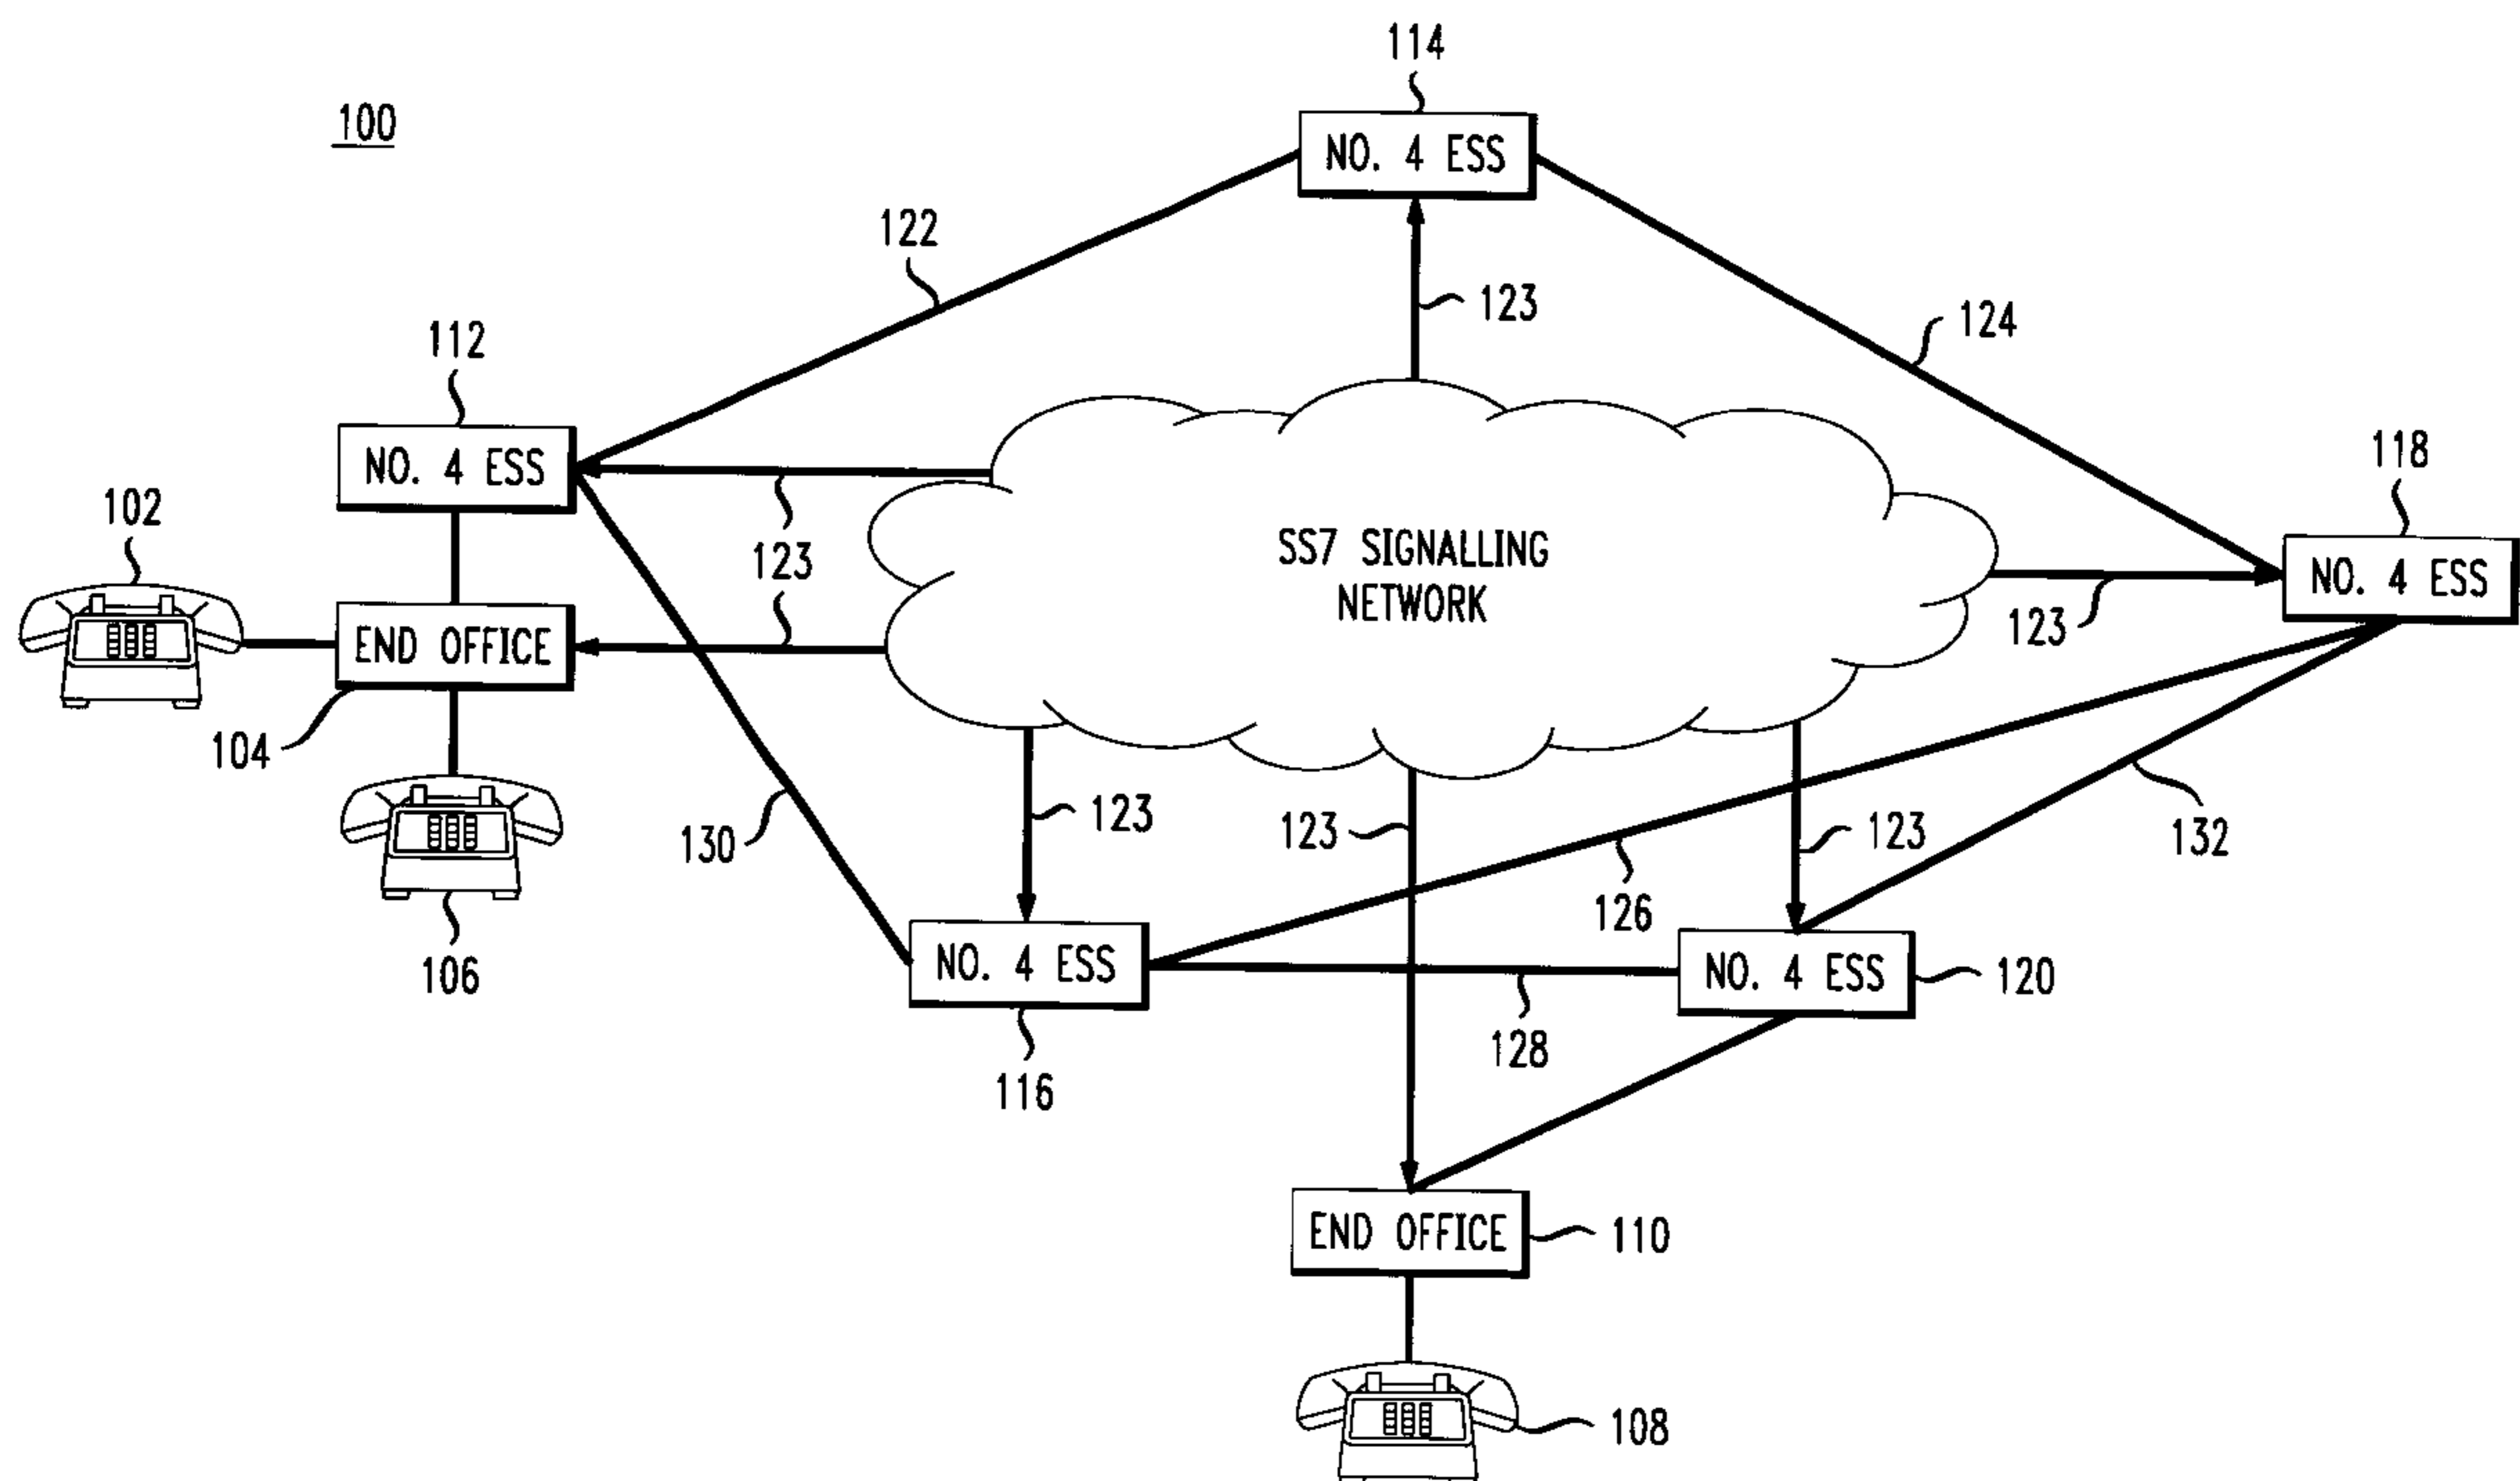 114
100
NO. 4 ESS
122
123
124
112
118
NO. 4 ESS
102
123
SS7 SIGNALLING
NETWORK
NO. 4 ESS
123
END OFFICE
104
130
123
123
123
132
126
106
NO. 4 ESS
NO. 4 ESS
120
128
116
END OFFICE
110
108